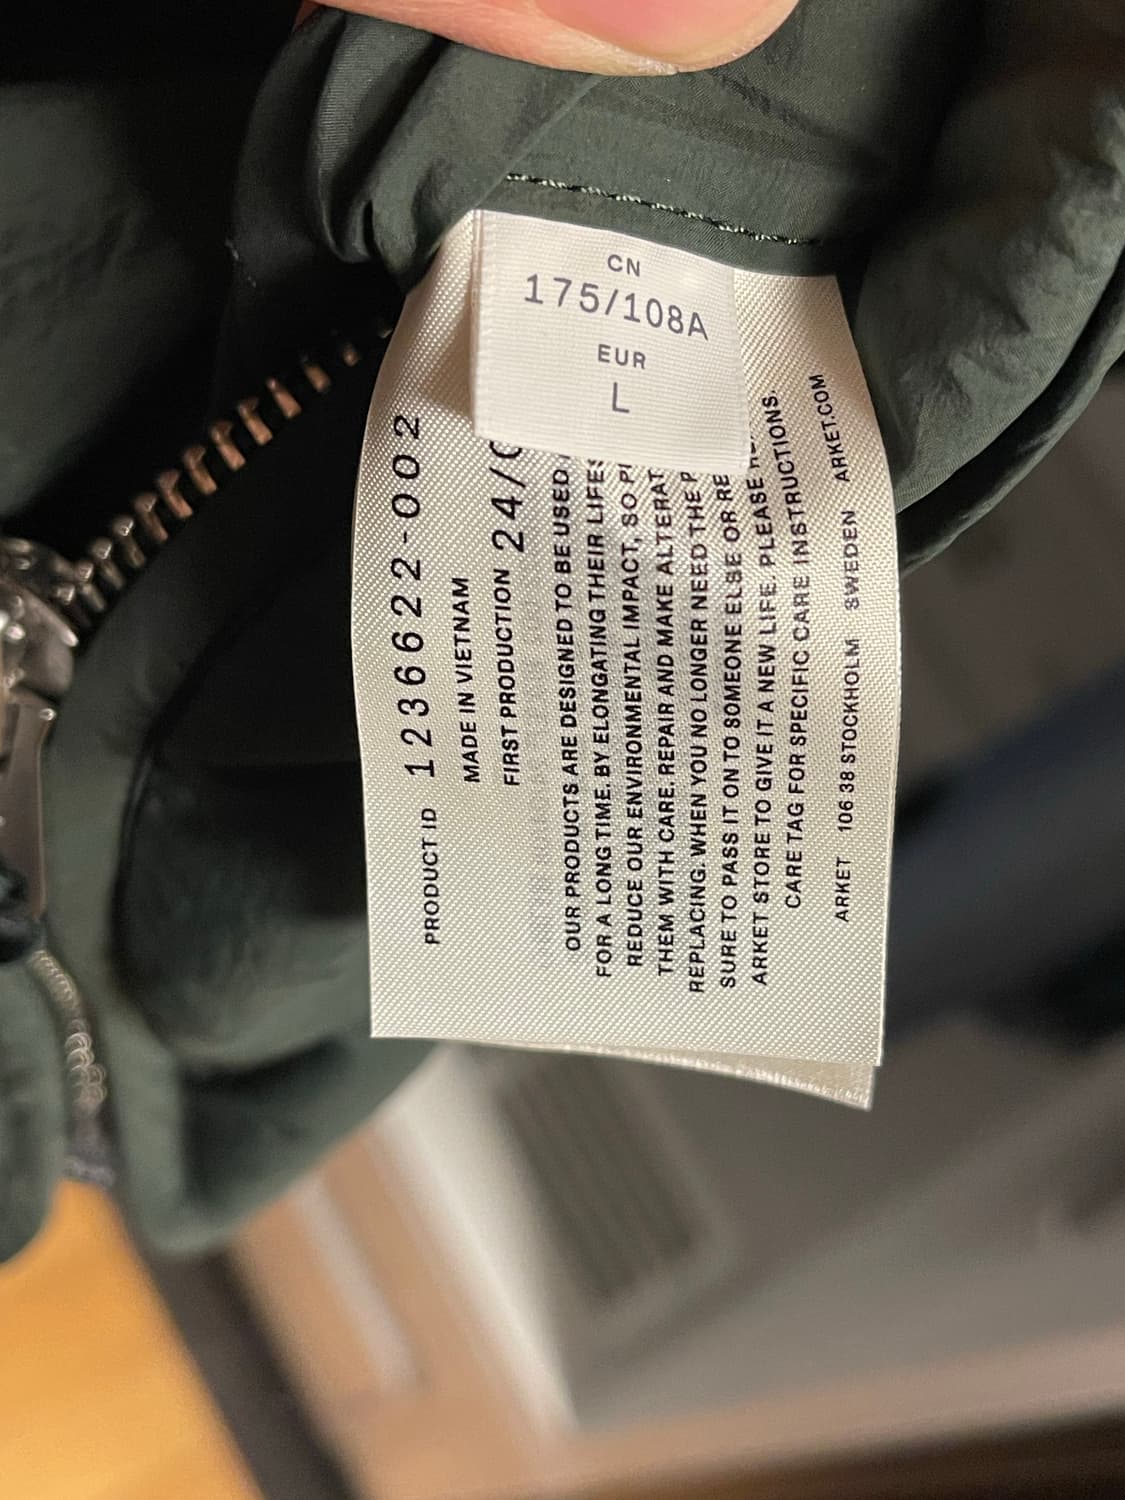 CN
175/108A
EUR
L
PRODUCT ID 1236622-002
MADE IN VIETNAM
FIRST PRODUCTION 24/
OUR PRODUCTS ARE DESIGNED TO BE USED
FOR A LONG TIME. BY ELONGATING THEIR
REDUCE OUR ENVIRONMENTAL IMPACT, SO
THEM WITH CARE. REPAIR AND MAKE
REPLACING. WHEN YOU NO LONGER NEED THE
SURE TO PASS IT ON TO SOMEONE ELSE OR
ARKET STORE TO GIVE IT A NEW LIFE. PLEASE
CARE TAG FOR SPECIFIC CARE INSTRUCTIONS.
ARKET 106 38 STOCKHOLM SWEDEN ARKET.COM